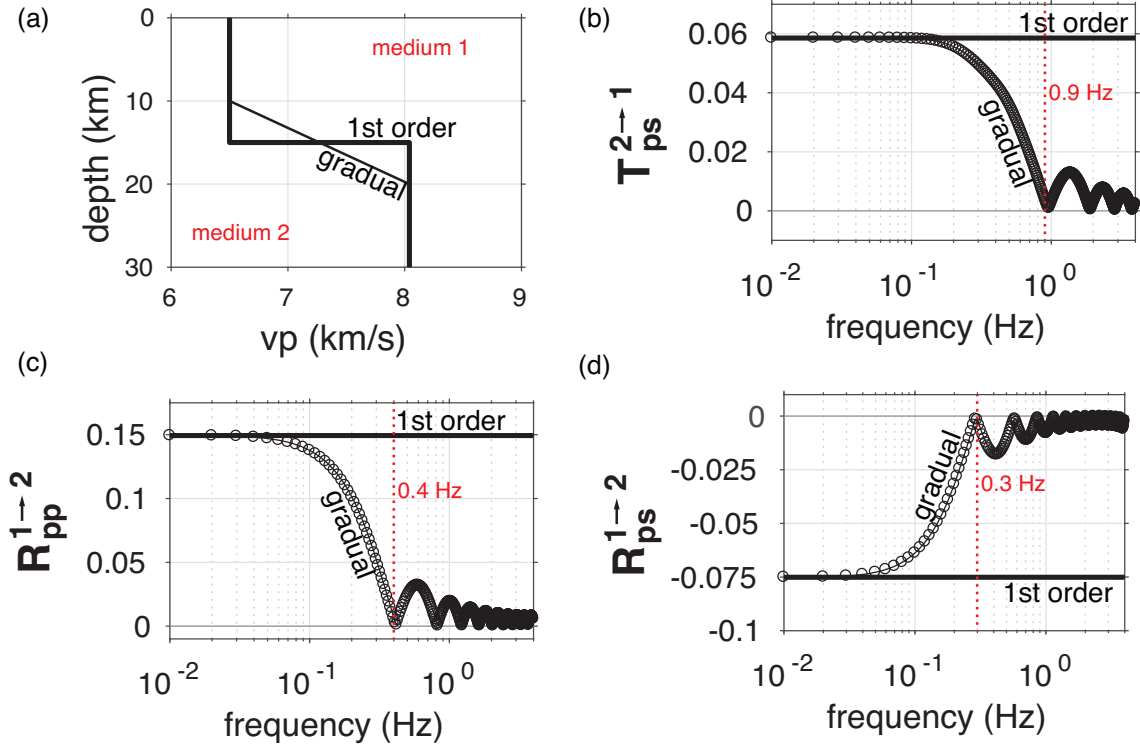 (a)
0
10
20
30
depth (km)
medium 1
1st order
gradual
medium 2
6
7
8
9
vp (km/s)
(b)
0.06
0.04
0.02
0
T ps 2→1
1st order
gradual
0.9 Hz
10^-2
10^-1
10^0
frequency (Hz)
(c)
0.15
0.1
0.05
0
R pp 1→2
1st order
gradual
0.4 Hz
10^-2
10^-1
10^0
frequency (Hz)
(d)
0
-0.025
-0.05
-0.075
-0.1
R ps 1→2
gradual
0.3 Hz
1st order
10^-2
10^-1
10^0
frequency (Hz)